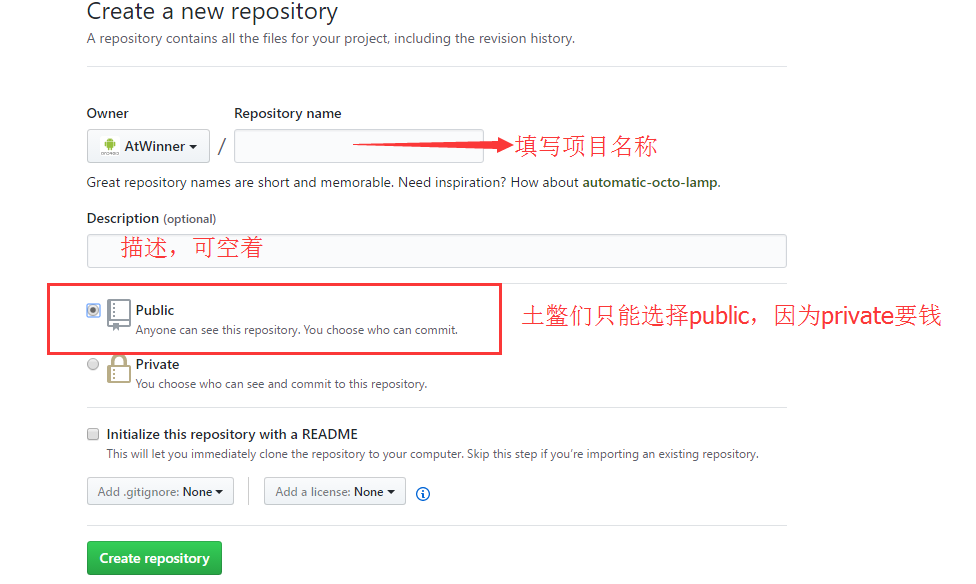 Create a new repository
A repository contains all the files for your project, including the revision history.
Owner
Repository name
AtWinner
/
填写项目名称
Great repository names are short and memorable. Need inspiration? How about automatic-octo-lamp.
Description (optional)
描述，可空着
Public
Anyone can see this repository. You choose who can commit.
土鳖们只能选择public，因为private要钱
Private
You choose who can see and commit to this repository.
Initialize this repository with a README
This will let you immediately clone the repository to your computer. Skip this step if you’re importing an existing repository.
Add .gitignore: None
Add a license: None
Create repository